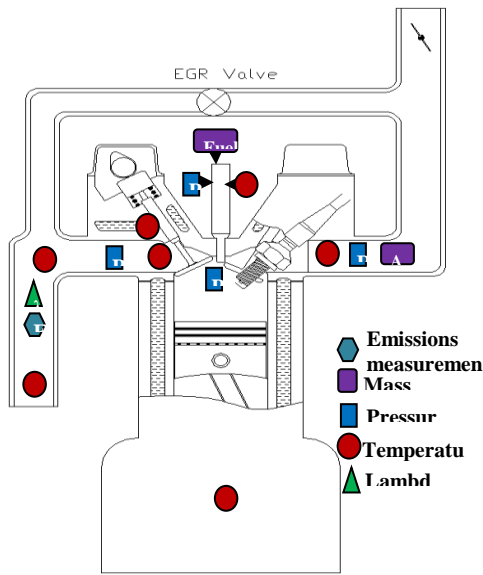 EGR Valve
Fuel
A
Emissions
measuremen
Mass
Pressur
Temperatu
Lambd